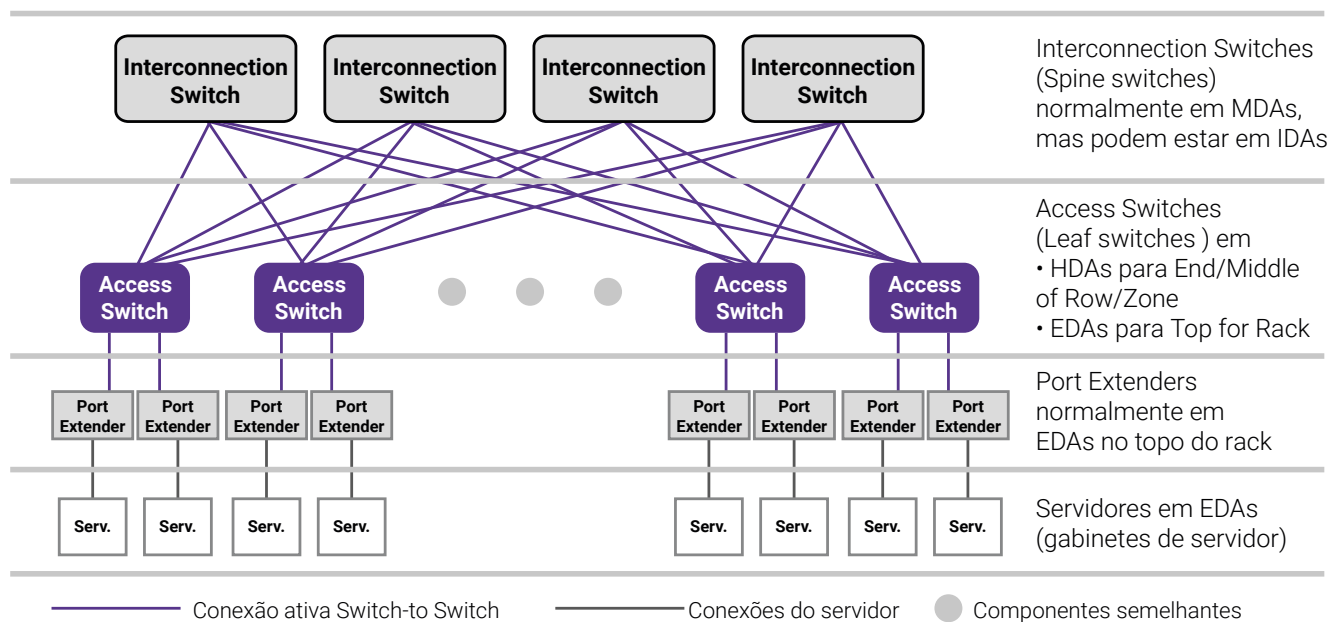 Interconnection
Switch
Interconnection
Switch
Interconnection
Switch
Interconnection
Switch
Interconnection Switches
(Spine switches)
normalmente em MDAs,
mas podem estar em IDAs
Access
Switch
Access
Switch
Access
Switch
Access
Switch
Access Switches
(Leaf switches ) em
• HDAs para End/Middle
of Row/Zone
• EDAs para Top for Rack
Port
Extender
Port
Extender
Port
Extender
Port
Extender
Port
Extender
Port
Extender
Port
Extender
Port
Extender
Port Extenders
normalmente em
EDAs no topo do rack
Serv.
Serv.
Serv.
Serv.
Serv.
Serv.
Serv.
Serv.
Servidores em EDAs
(gabinetes de servidor)
Conexão ativa Switch-to Switch
Conexões do servidor
Componentes semelhantes